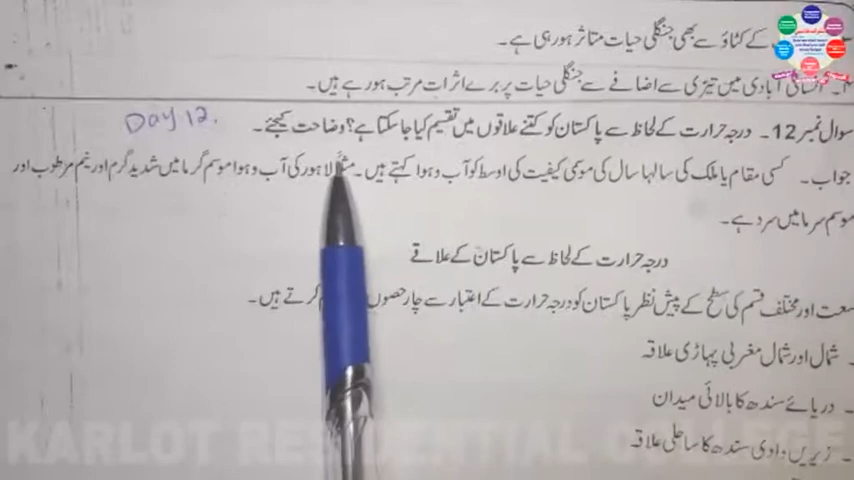 کے کٹاؤ سے بھی جنگلی حیات متاثر ہو رہی ہے۔
آبادی میں تیزی سے اضافے سے جنگلی حیات پر برے اثرات مرتب ہو رہے ہیں۔
Day 12.
سوال نمبر 12۔ درجہ حرارت کے لحاظ سے پاکستان کو کتنے علاقوں میں تقسیم کیا جا سکتا ہے؟ وضاحت کیجئے۔
جواب۔ کسی مقام یا ملک کی سالہا سال کی موسمی کیفیت کی اوسط کو آب و ہوا کہتے ہیں۔ مثلاً لاہور کی آب و ہوا موسم گرما میں شدید گرم اور نیم مرطوب اور
موسم سرما میں سرد ہے۔
درجہ حرارت کے لحاظ سے پاکستان کے علاقے
وسعت اور مختلف قسم کی سطح کے پیش نظر پاکستان کو درجہ حرارت کے اعتبار سے چار حصوں کرتے ہیں۔
شمال اور شمال مغربی پہاڑی علاقہ
دریائے سندھ کا بالائی میدان
زیریں وادی سندھ کا ساحلی علاقہ
KARLOT RESIDENTIAL COLLEGE